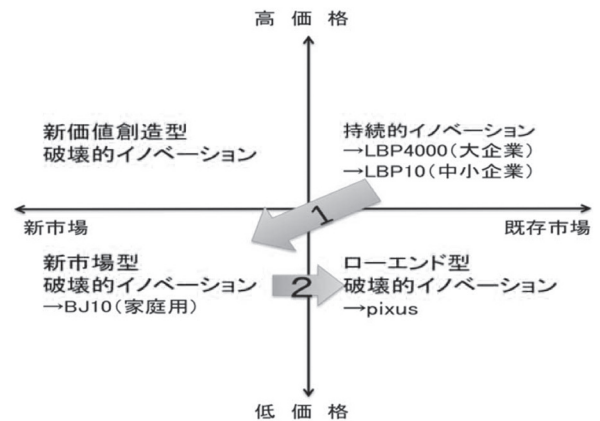 高 価 格
新価値創造型
破壊的イノベーション
持続的イノベーション
→LBP4000(大企業)
→LBP10(中小企業)
1
新市場
既存市場
新市場型
破壊的イノベーション
→BJ10(家庭用)
2
ローエンド型
破壊的イノベーション
→pixus
低 価 格